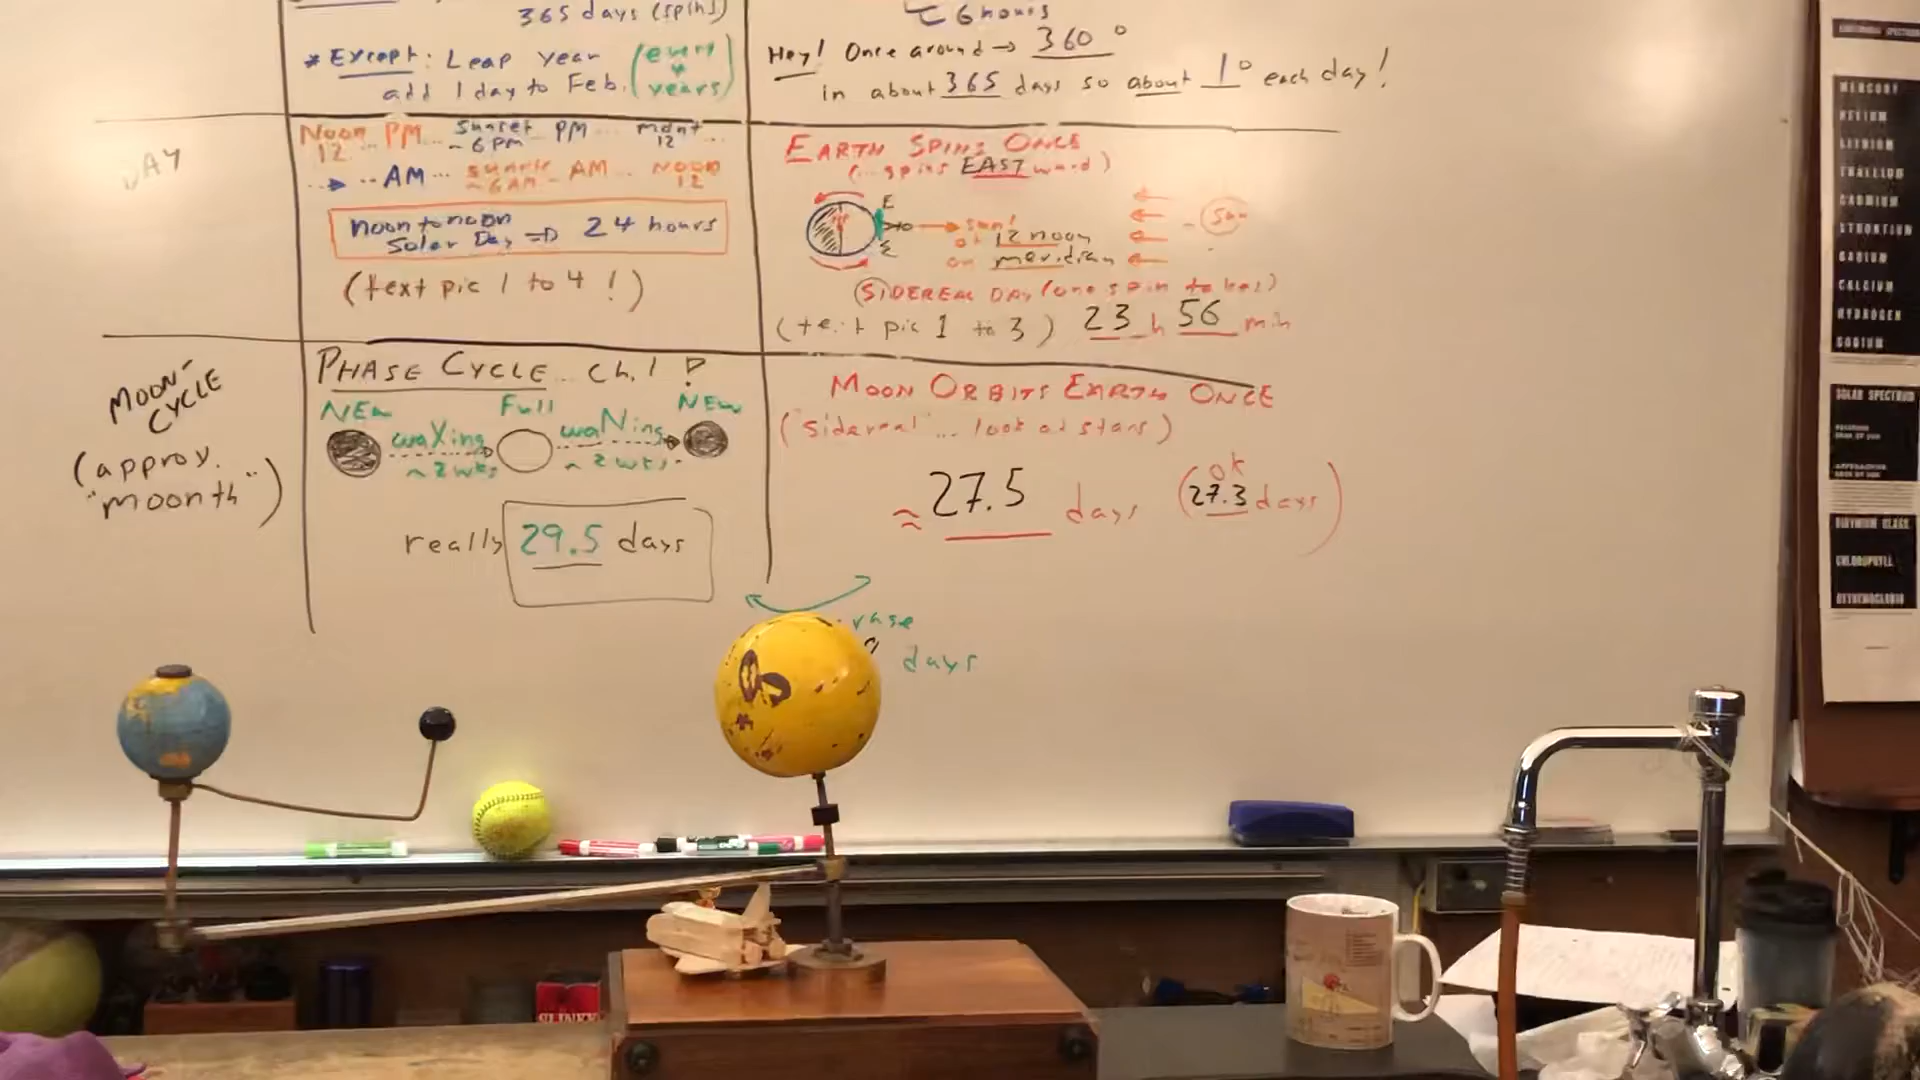 365 days (spins)
* Except: Leap year
add 1 day to Feb.
(every
4
years)
6 hours
Hey! Once around → 360°
in about 365 days so about 1° each day!
DAY
Noon PM... sunset PM... mdnt
12 ... ~6PM 12
..→ ..AM... sunrise AM... NOON
~6AM 12
Noon to noon
Solar Day ⇒ 24 hours
(text pic 1 to 4!)
EARTH SPINS ONCE
(...spins EASTward)
E
sun!
at 12 noon
on meridian
Sun
(SIDEREAL DAY (one spin to
(text pic 1 to 3) 23 h 56 min
MOON-
CYCLE
(approx.
"moonth")
PHASE CYCLE... Ch.1
NEW Full NEW
waXing waNing
~2wks ~2wks.
really 29.5 days
MOON ORBITS EARTH ONCE
("sidereal"... look at stars)
≈ 27.5 days (ok
27.3 days)
days
MERCURY
HELIUM
LITHIUM
THALLIUM
CADMIUM
STRONTIUM
CALCIUM
HYDROGEN
SODIUM
SOLAR SPECTRUM
CHLOROPHYLL
SLINKY